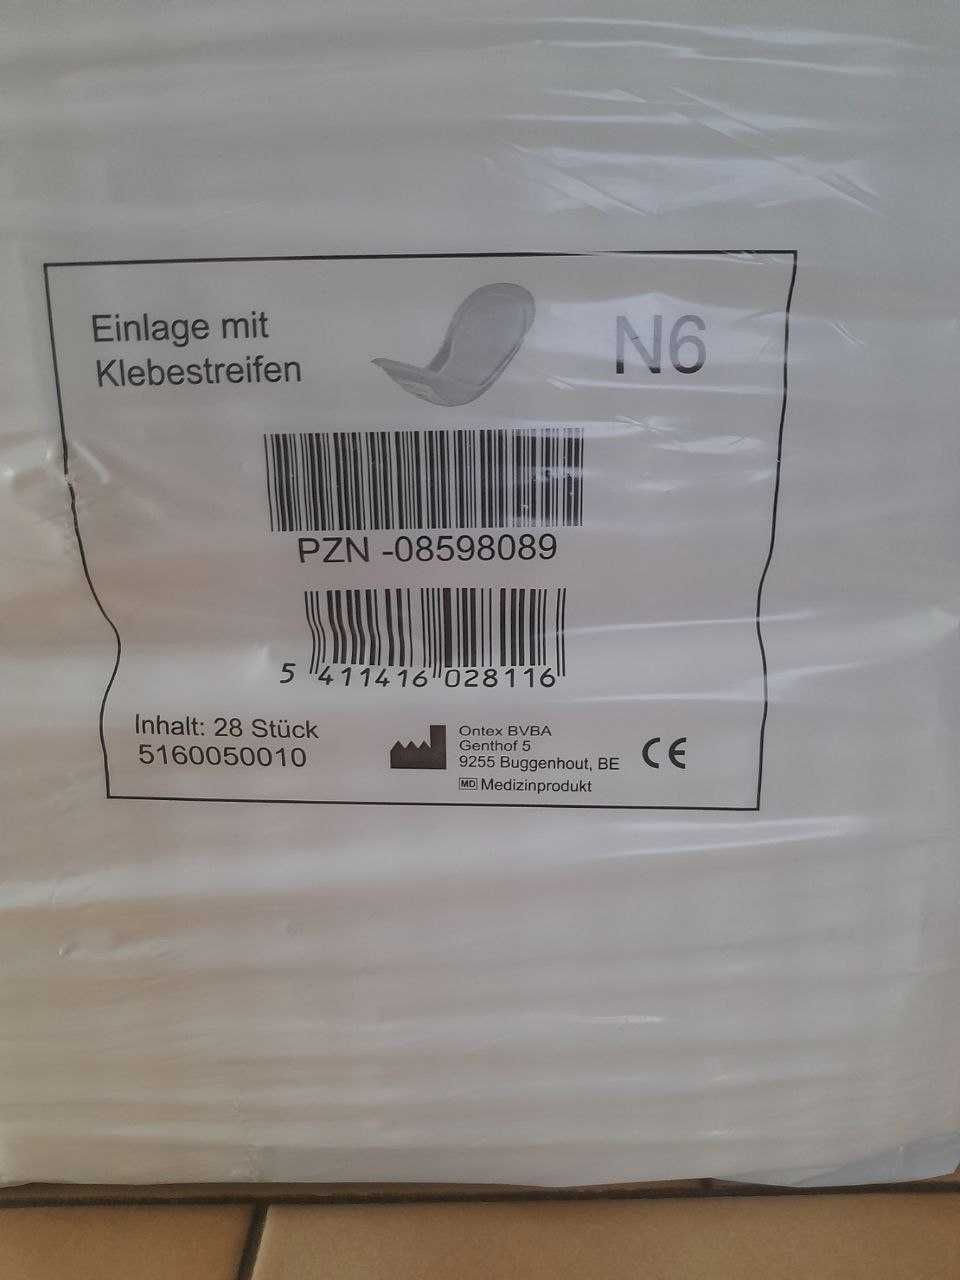 Einlage mit
Klebestreifen
N6
PZN -08598089
5 411416 028116
Inhalt: 28 Stück
5160050010
Ontex BVBA
Genthof 5
9255 Buggenhout, BE
MD Medizinprodukt
CE